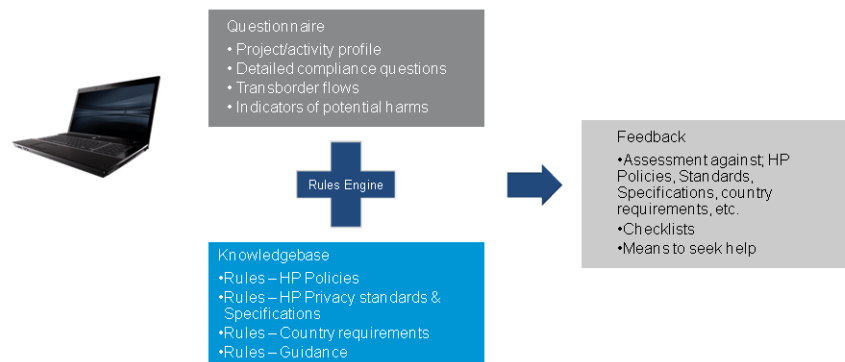 Questionnaire
• Project/activity profile
• Detailed compliance questions
• Transborder flows
• Indicators of potential harms
Rules Engine
Knowledgebase
•Rules – HP Policies
•Rules – HP Privacy standards &
Specifications
•Rules – Country requirements
•Rules – Guidance
Feedback
•Assessment against; HP
Policies, Standards,
Specifications, country
requirements, etc.
•Checklists
•Means to seek help